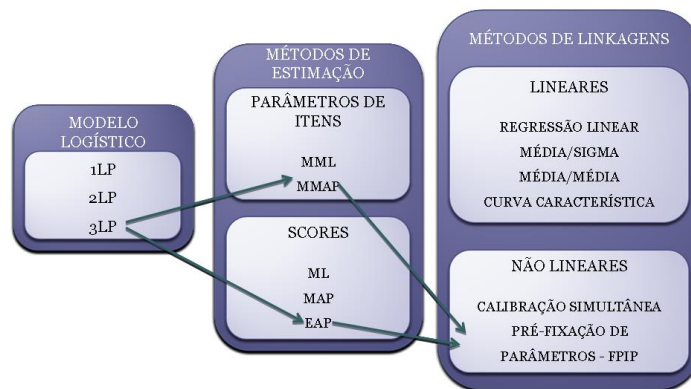 MODELO
LOGÍSTICO
1LP
2LP
3LP
MÉTODOS DE
ESTIMAÇÃO
PARÂMETROS DE
ITENS
MML
MMAP
SCORES
ML
MAP
EAP
MÉTODOS DE LINKAGENS
LINEARES
REGRESSÃO LINEAR
MÉDIA/SIGMA
MÉDIA/MÉDIA
CURVA CARACTERÍSTICA
NÃO LINEARES
CALIBRAÇÃO SIMULTÂNEA
PRÉ-FIXAÇÃO DE
PARÂMETROS - FPIP